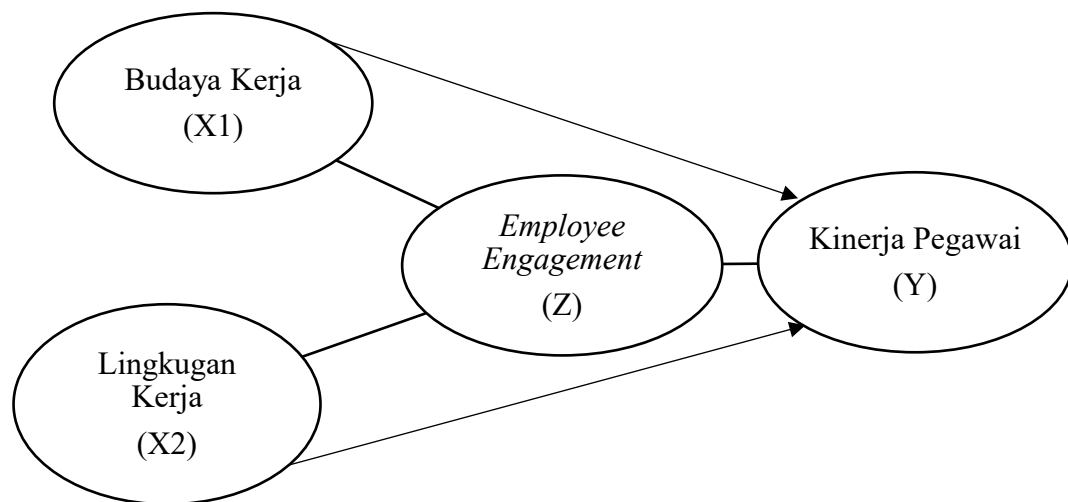 Budaya Kerja
(X1)
Employee
Engagement
(Z)
Kinerja Pegawai
(Y)
Lingkugan
Kerja
(X2)